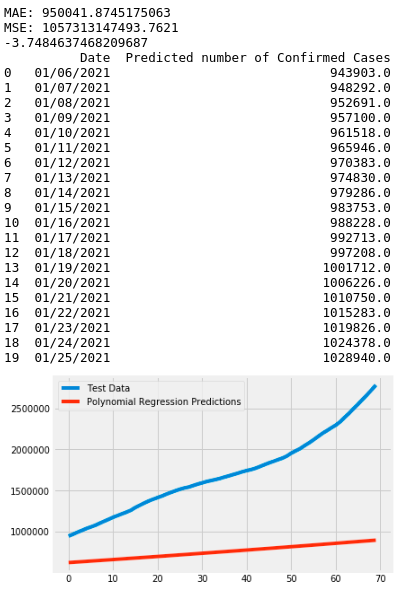 MAE: 950041.8745175063
MSE: 1057313147493.7621
-3.7484637468209687
Date Predicted number of Confirmed Cases
0 01/06/2021 943903.0
1 01/07/2021 948292.0
2 01/08/2021 952691.0
3 01/09/2021 957100.0
4 01/10/2021 961518.0
5 01/11/2021 965946.0
6 01/12/2021 970383.0
7 01/13/2021 974830.0
8 01/14/2021 979286.0
9 01/15/2021 983753.0
10 01/16/2021 988228.0
11 01/17/2021 992713.0
12 01/18/2021 997208.0
13 01/19/2021 1001712.0
14 01/20/2021 1006226.0
15 01/21/2021 1010750.0
16 01/22/2021 1015283.0
17 01/23/2021 1019826.0
18 01/24/2021 1024378.0
19 01/25/2021 1028940.0
Test Data
Polynomial Regression Predictions
2500000
2000000
1500000
1000000
0 10 20 30 40 50 60 70